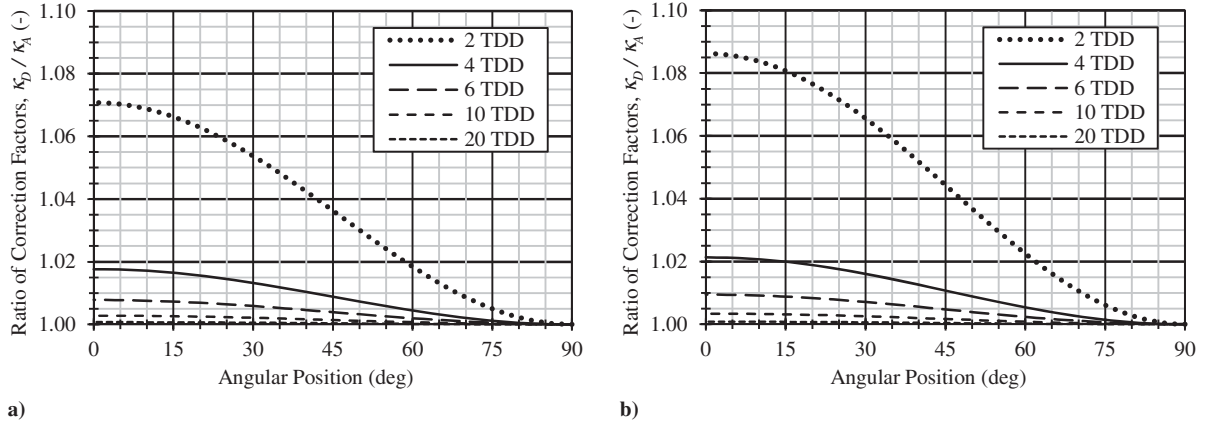 Ratio of Correction Factors, κD / κA (-)
1.10
1.08
1.06
1.04
1.02
1.00
2 TDD
4 TDD
6 TDD
10 TDD
20 TDD
0 15 30 45 60 75 90
Angular Position (deg)
a)
Ratio of Correction Factors, κD / κA (-)
1.10
1.08
1.06
1.04
1.02
1.00
2 TDD
4 TDD
6 TDD
10 TDD
20 TDD
0 15 30 45 60 75 90
Angular Position (deg)
b)